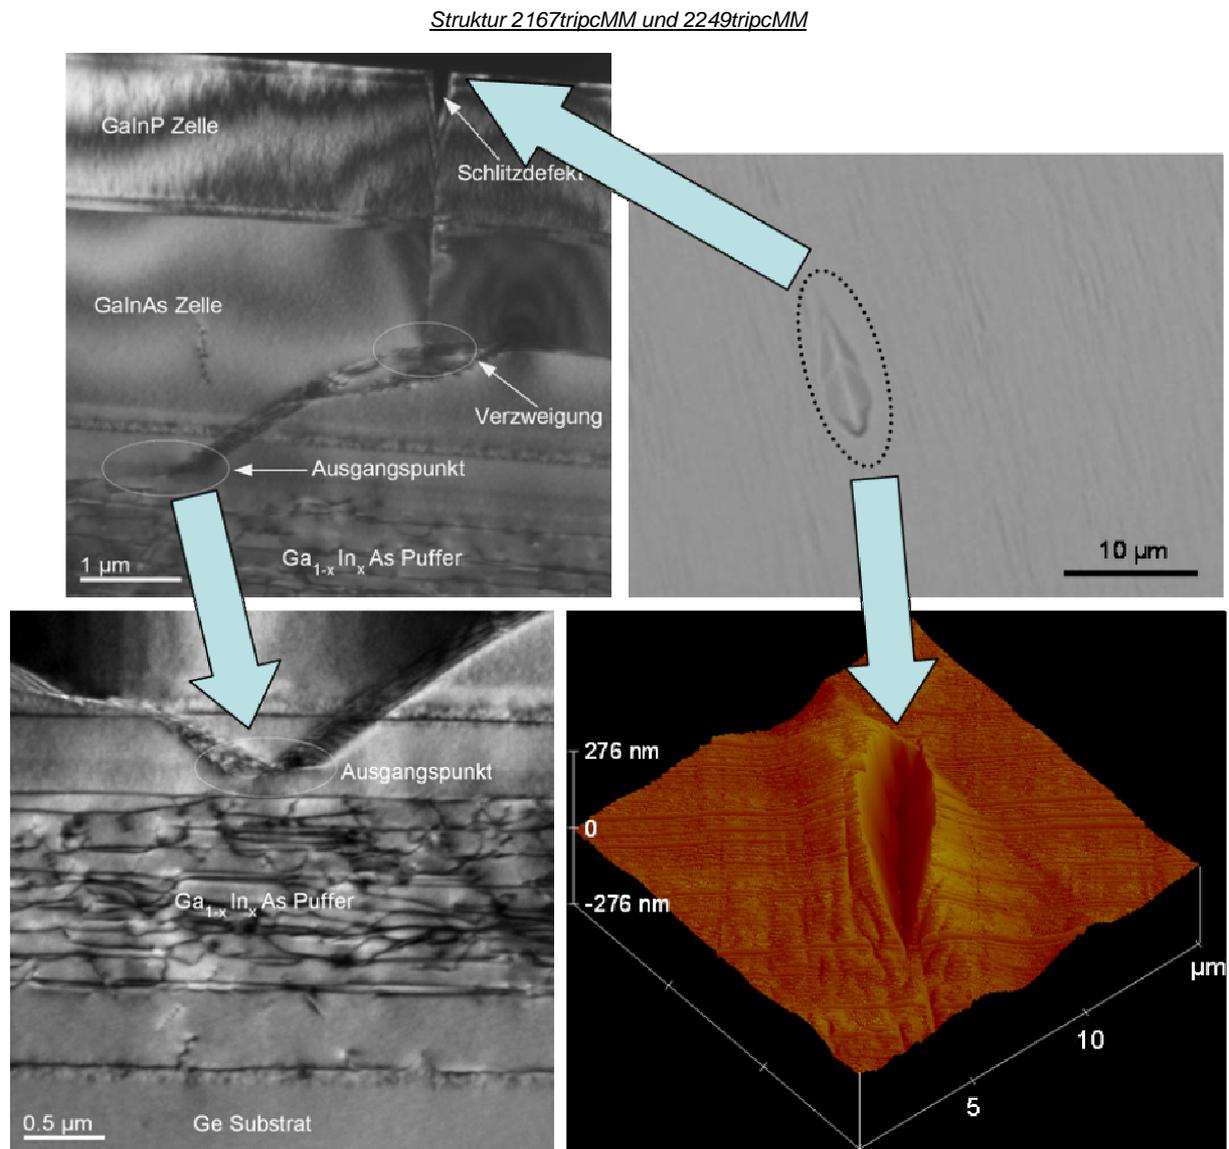 Struktur 2167tripcMM und 2249tripcMM
GaInP Zelle
Schlitzdefekt
GaInAs Zelle
Verzweigung
Ausgangspunkt
Ga1-xInxAs Puffer
1 µm
10 µm
Ausgangspunkt
Ga1-xInxAs Puffer
0.5 µm
Ge Substrat
276 nm
0
-276 nm
µm
10
5